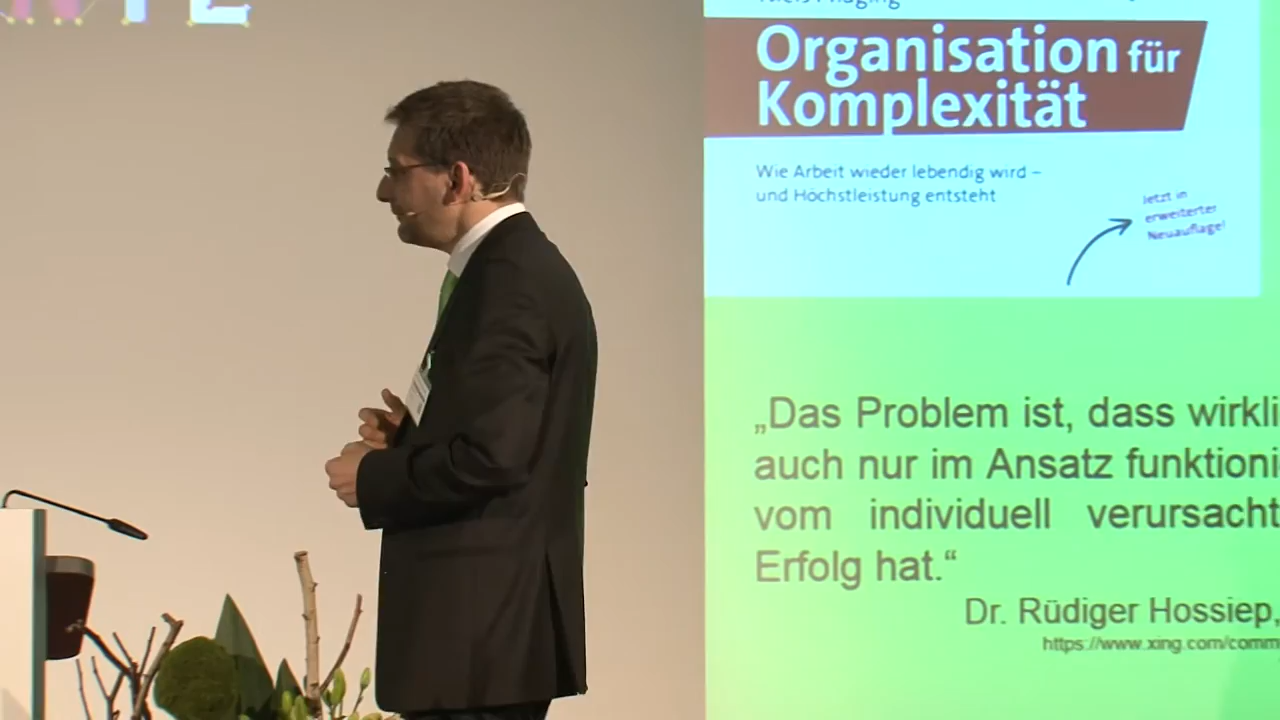 Organisation für
Komplexität
Wie Arbeit wieder lebendig wird –
und Höchstleistung entsteht
Jetzt in
erweiterter
Neuauflage!
„Das Problem ist, dass wirkli
auch nur im Ansatz funktioni
vom individuell verursacht
Erfolg hat.“
Dr. Rüdiger Hossiep,
https://www.xing.com/comm